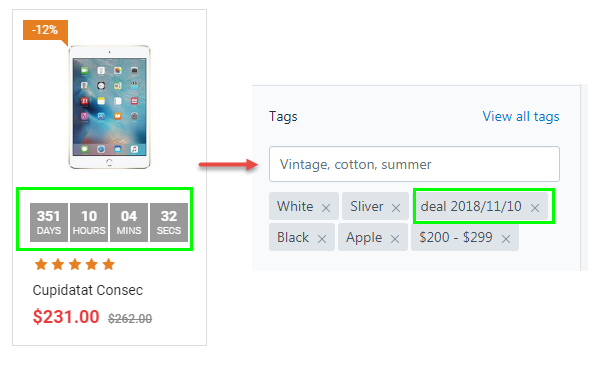 -12%
351 10 04 32
DAYS HOURS MINS SECS
Cupidatat Consec
$231.00 $262.00
Tags View all tags
Vintage, cotton, summer
White × Sliver × deal 2018/11/10 ×
Black × Apple × $200 - $299 ×